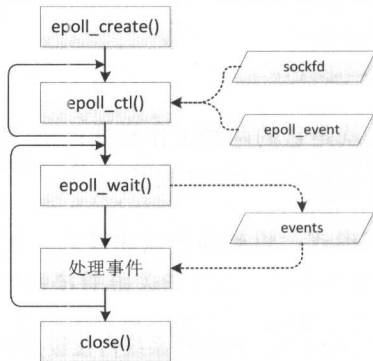 epoll_create()
sockfd
epoll_ctl()
epoll_event
epoll_wait()
events
处理事件
close()